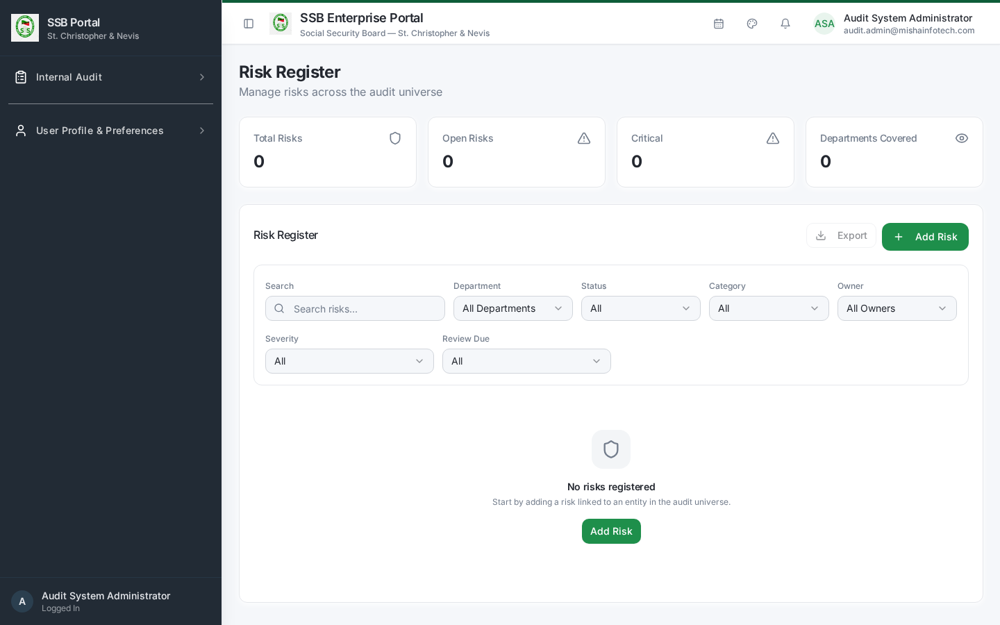 SSB Portal
St. Christopher & Nevis
Internal Audit
User Profile & Preferences
A
Audit System Administrator
Logged In
SSB Enterprise Portal
Social Security Board — St. Christopher & Nevis
ASA
Audit System Administrator
audit.admin@mishainfotech.com
Risk Register
Manage risks across the audit universe
Total Risks
0
Open Risks
0
Critical
0
Departments Covered
0
Risk Register
Export
Add Risk
Search
Search risks...
Department
All Departments
Status
All
Category
All
Owner
All Owners
Severity
All
Review Due
All
No risks registered
Start by adding a risk linked to an entity in the audit universe.
Add Risk